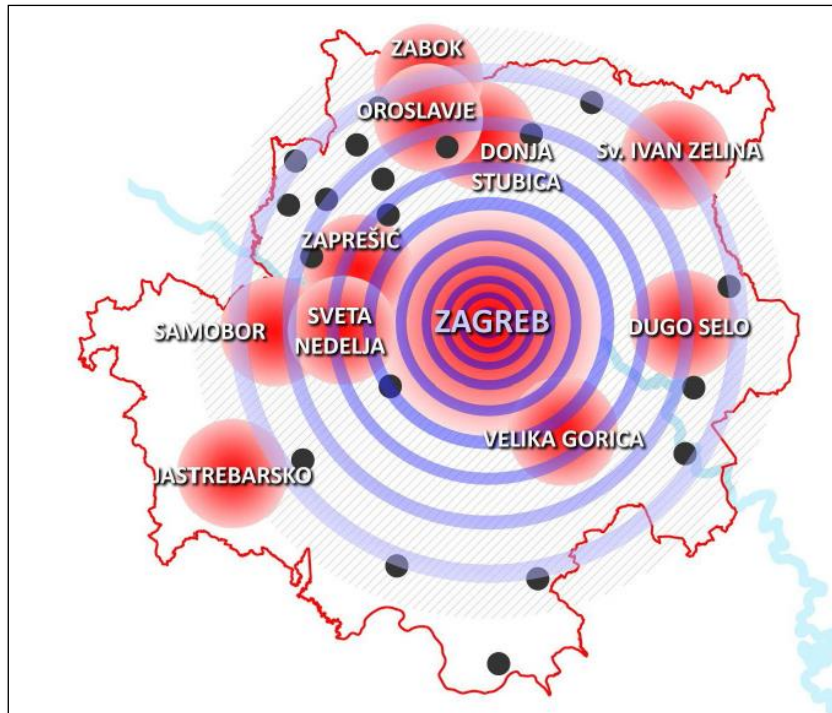 ZABOK
OROSLAVJE
DONJA
STUBICA
Sv. IVAN ZELINA
ZAPREŠIĆ
SAMOBOR
SVETA
NEDELJA
ZAGREB
DUGO SELO
VELIKA GORICA
JASTREBARSKO